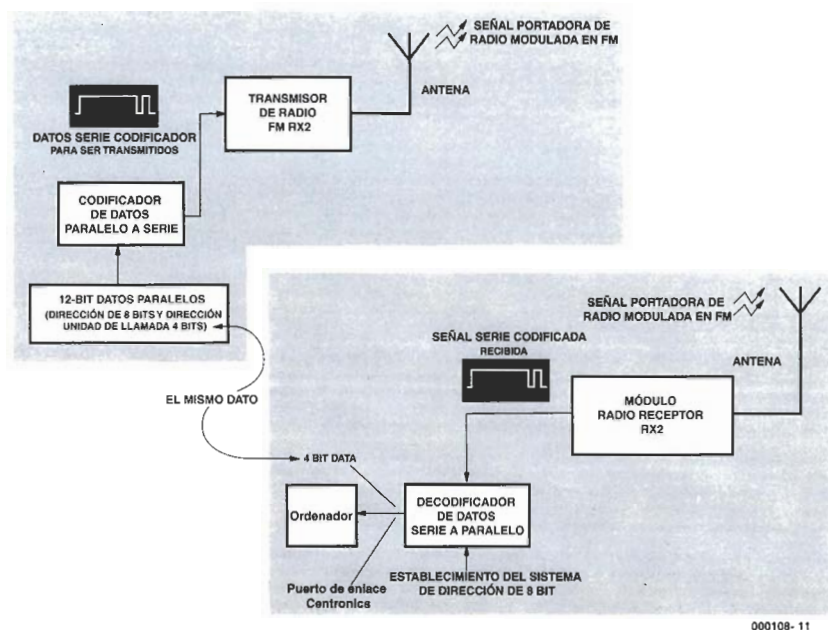 SEÑAL PORTADORA DE
RADIO MODULADA EN FM
ANTENA
TRANSMISOR
DE RADIO
FM RX2
DATOS SERIE CODIFICADOR
PARA SER TRANSMITIDOS
CODIFICADOR
DE DATOS
PARALELO A SERIE
12-BIT DATOS PARALELOS
(DIRECCIÓN DE 8 BITS Y DIRECCIÓN
UNIDAD DE LLAMADA 4 BITS)
EL MISMO DATO
SEÑAL PORTADORA DE
RADIO MODULADA EN FM
ANTENA
SEÑAL SERIE CODIFICADA
RECIBIDA
MÓDULO
RADIO RECEPTOR
RX2
4 BIT DATA
Ordenador
DECODIFICADOR
DE DATOS
SERIE A PARALELO
Puerto de enlace
Centronics
ESTABLECIMIENTO DEL SISTEMA
DE DIRECCIÓN DE 8 BIT
000108- 11